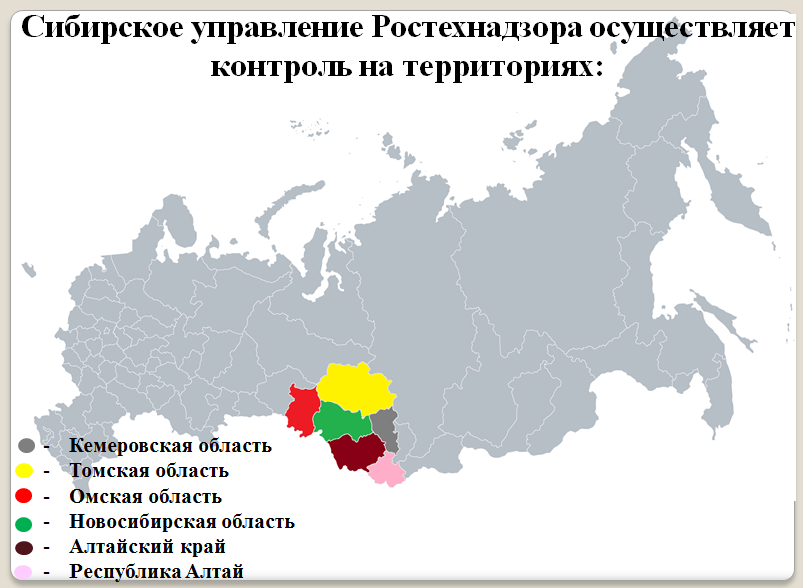 Сибирское управление Ростехнадзора осуществляет
контроль на территориях:
- Кемеровская область
- Томская область
- Омская область
- Новосибирская область
- Алтайский край
- Республика Алтай